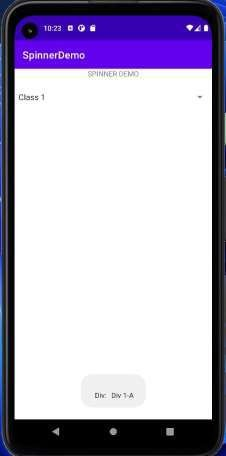 10:23
SpinnerDemo
SPINNER DEMO
Class 1
Div: Div 1-A